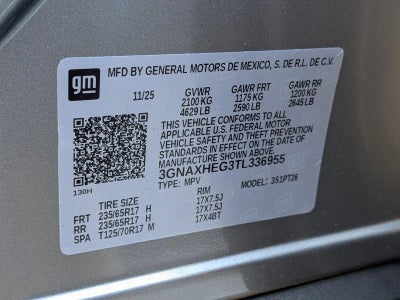 gm
MFD BY GENERAL MOTORS DE MEXICO, S. DE R.L. DE C.V.
11/25 GVWR GAWR FRT GAWR RR
2100 KG 1175 KG 1200 KG
4629 LB 2590 LB 2645 LB
THIS VEHICLE CONFORMS TO ALL
APPLICABLE U.S. FEDERAL MOTOR
VEHICLE SAFETY AND THEFT PREVENTION
STANDARDS IN EFFECT ON THE DATE OF
MANUFACTURE SHOWN ABOVE.
3GNAXHEG3TL336955
130H TYPE: MPV MODEL: 351PT26
TIRE SIZE RIM
FRT 235/65R17 H 17X7.5J
RR 235/65R17 H 17X7.5J
SPA T125/70R17 M 17X4BT